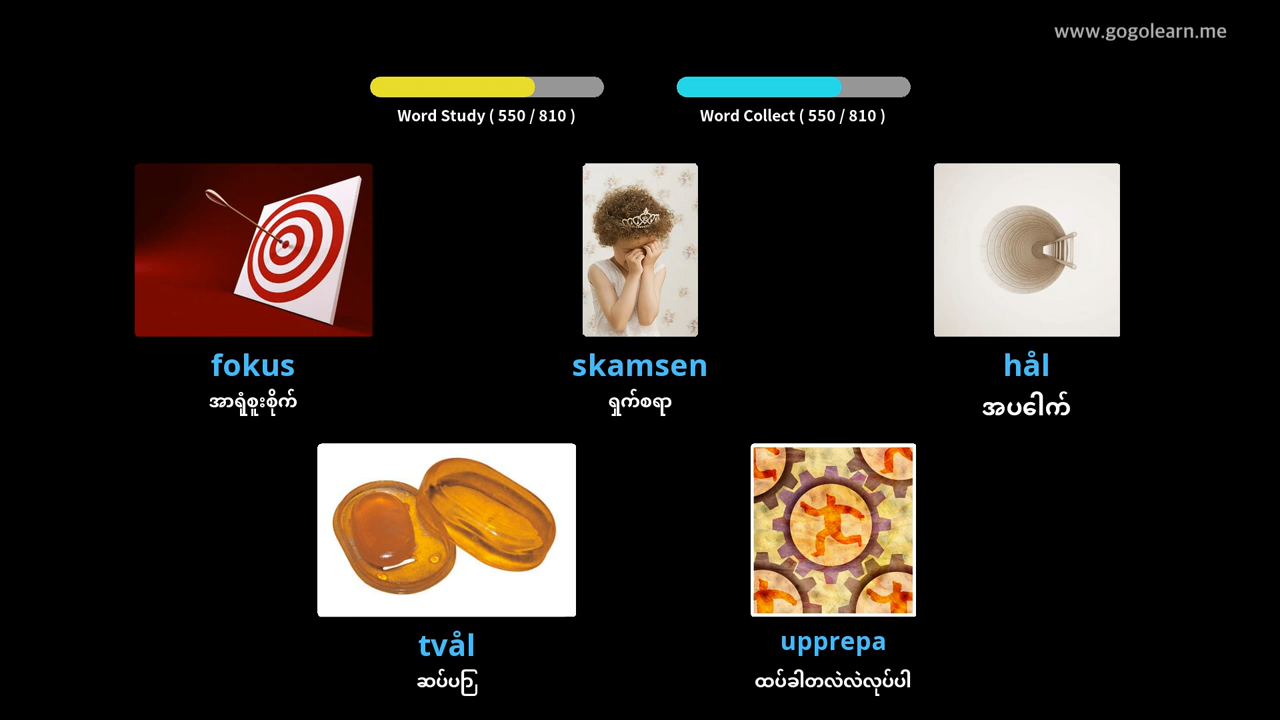 www.gogolearn.me
Word Study ( 550 / 810 )
Word Collect ( 550 / 810 )
fokus
အာရုံစူးစိုက်
skamsen
ရှက်စရာ
hål
အပေါက်
tvål
ဆပ်ပြာ
upprepa
ထပ်ခါတလဲလဲလုပ်ပါ